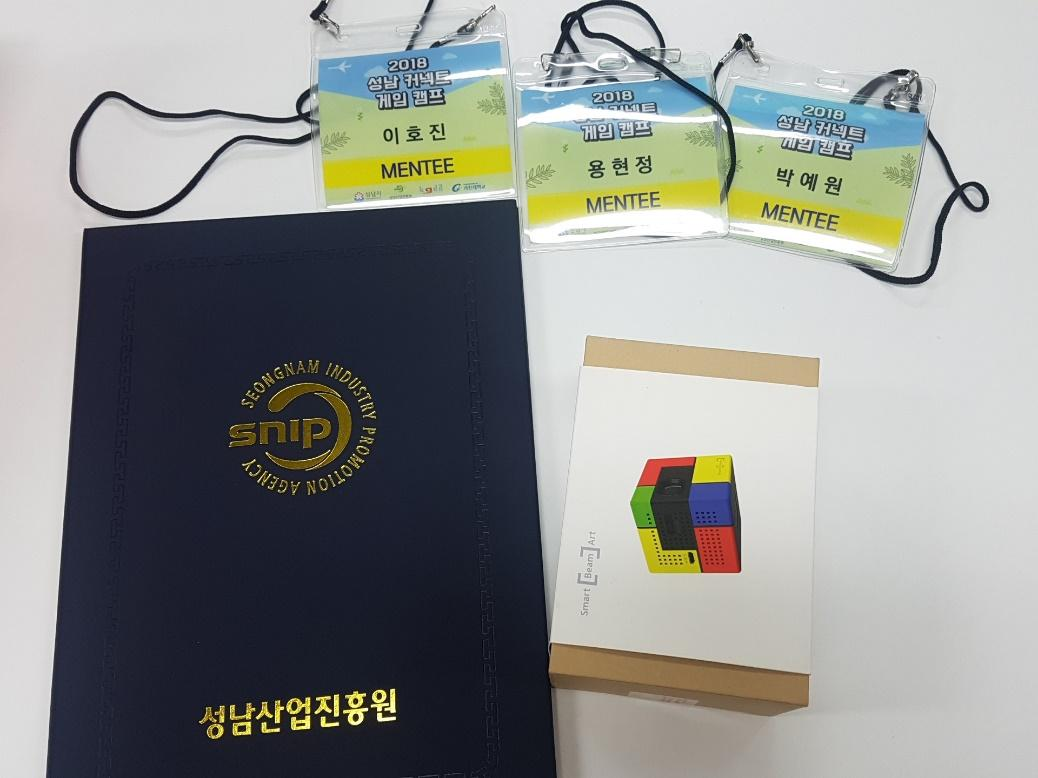 2018
성남 커넥트
게임 캠프
이호진
MENTEE
성남시
2018
성남 커넥트
게임 캠프
용현정
MENTEE
2018
성남 커넥트
게임 캠프
박예원
MENTEE
SEONGNAM INDUSTRY PROMOTION AGENCY
snip
성남산업진흥원
Smart [Beam] Art